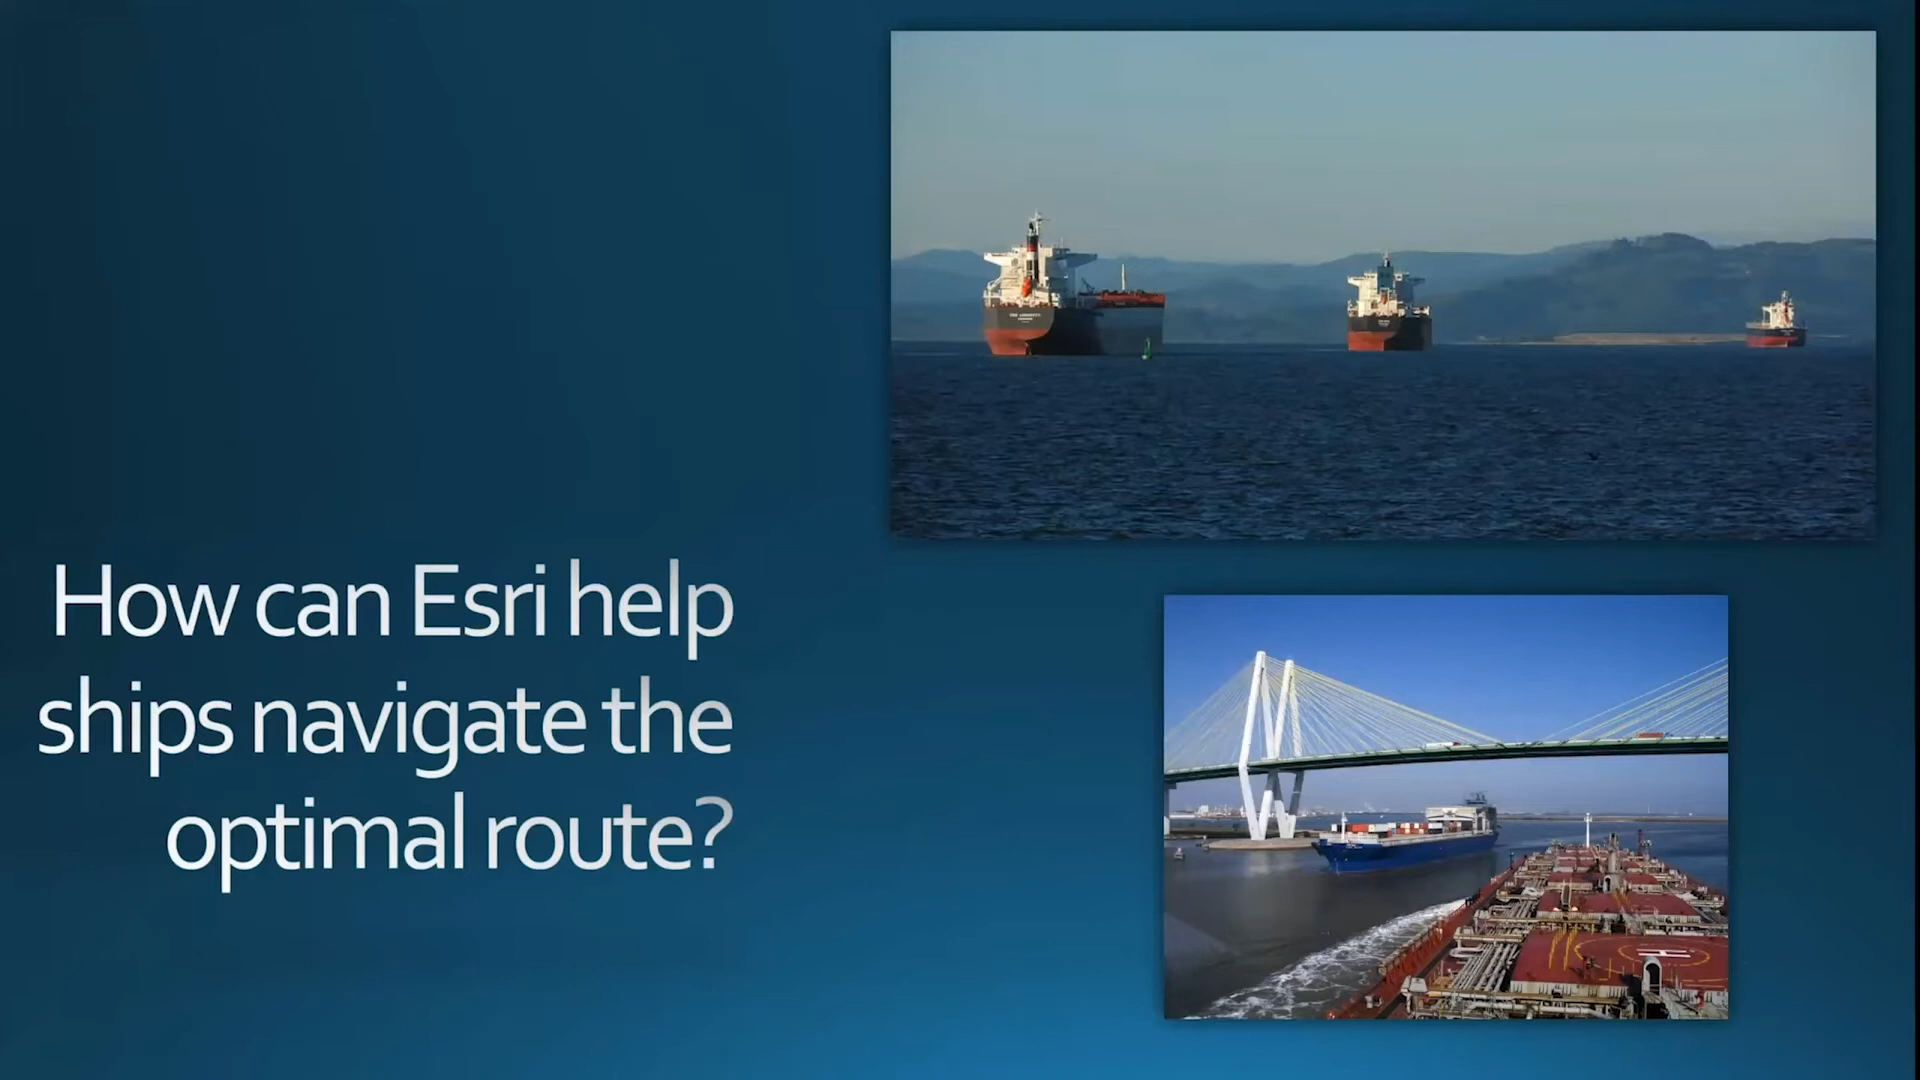 How can Esri help
ships navigate the
optimal route?
H